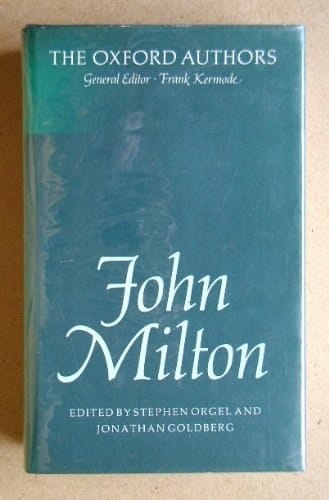 THE OXFORD AUTHORS
General Editor · Frank Kermode
John
Milton
EDITED BY STEPHEN ORGEL AND
JONATHAN GOLDBERG